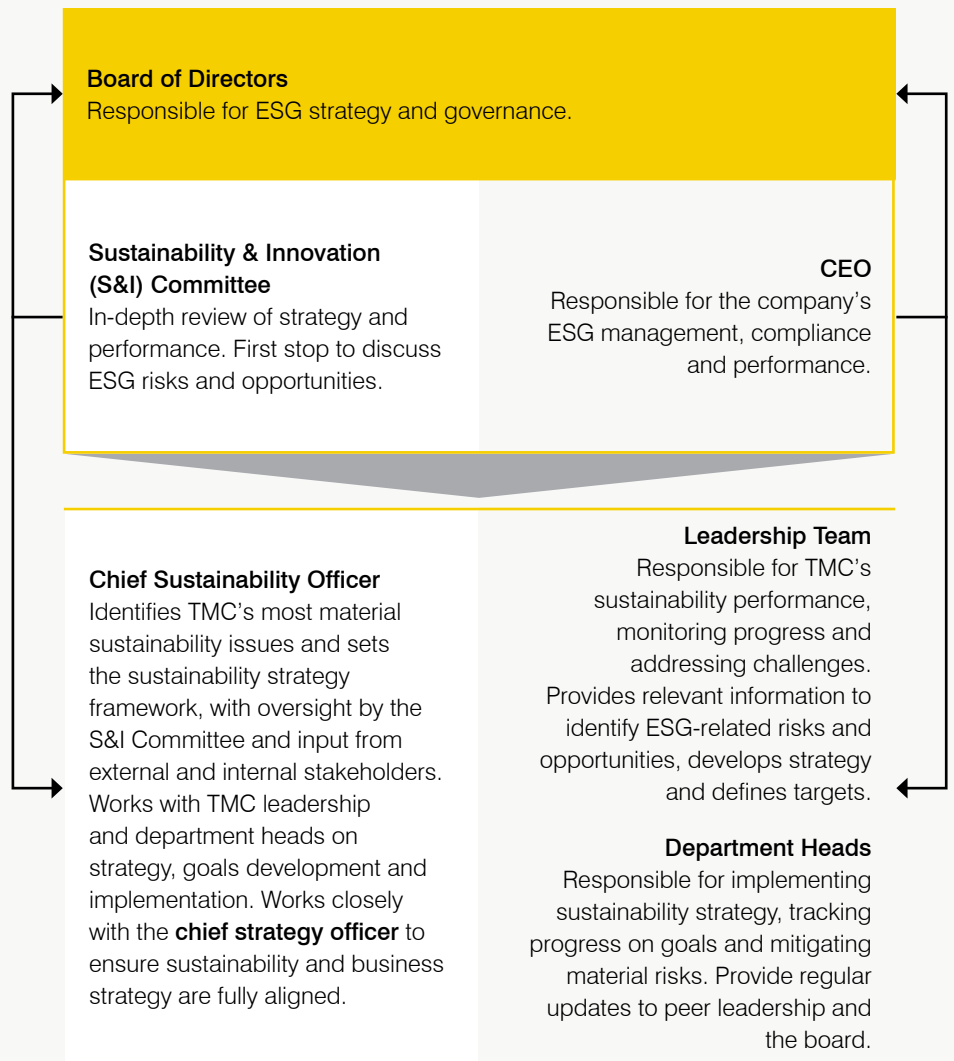 Board of Directors
Responsible for ESG strategy and governance.
Sustainability & Innovation
(S&I) Committee
In-depth review of strategy and
performance. First stop to discuss
ESG risks and opportunities.
CEO
Responsible for the company’s
ESG management, compliance
and performance.
Chief Sustainability Officer
Identifies TMC’s most material
sustainability issues and sets
the sustainability strategy
framework, with oversight by the
S&I Committee and input from
external and internal stakeholders.
Works with TMC leadership
and department heads on
strategy, goals development and
implementation. Works closely
with the chief strategy officer to
ensure sustainability and business
strategy are fully aligned.
Leadership Team
Responsible for TMC’s
sustainability performance,
monitoring progress and
addressing challenges.
Provides relevant information to
identify ESG-related risks and
opportunities, develops strategy
and defines targets.
Department Heads
Responsible for implementing
sustainability strategy, tracking
progress on goals and mitigating
material risks. Provide regular
updates to peer leadership and
the board.